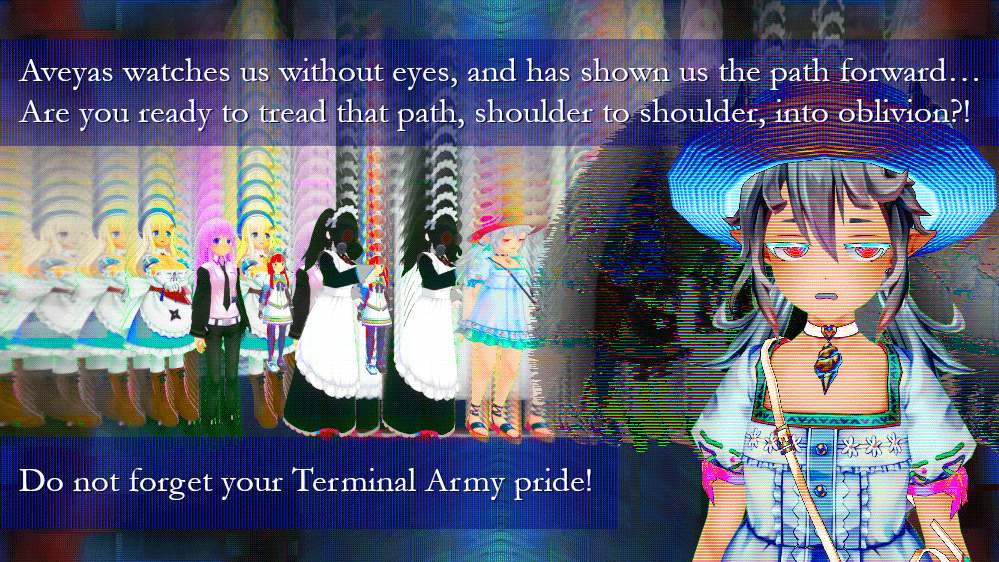 Aveyas watches us without eyes, and has shown us the path forward...
Are you ready to tread that path, shoulder to shoulder, into oblivion?!
Do not forget your Terminal Army pride!